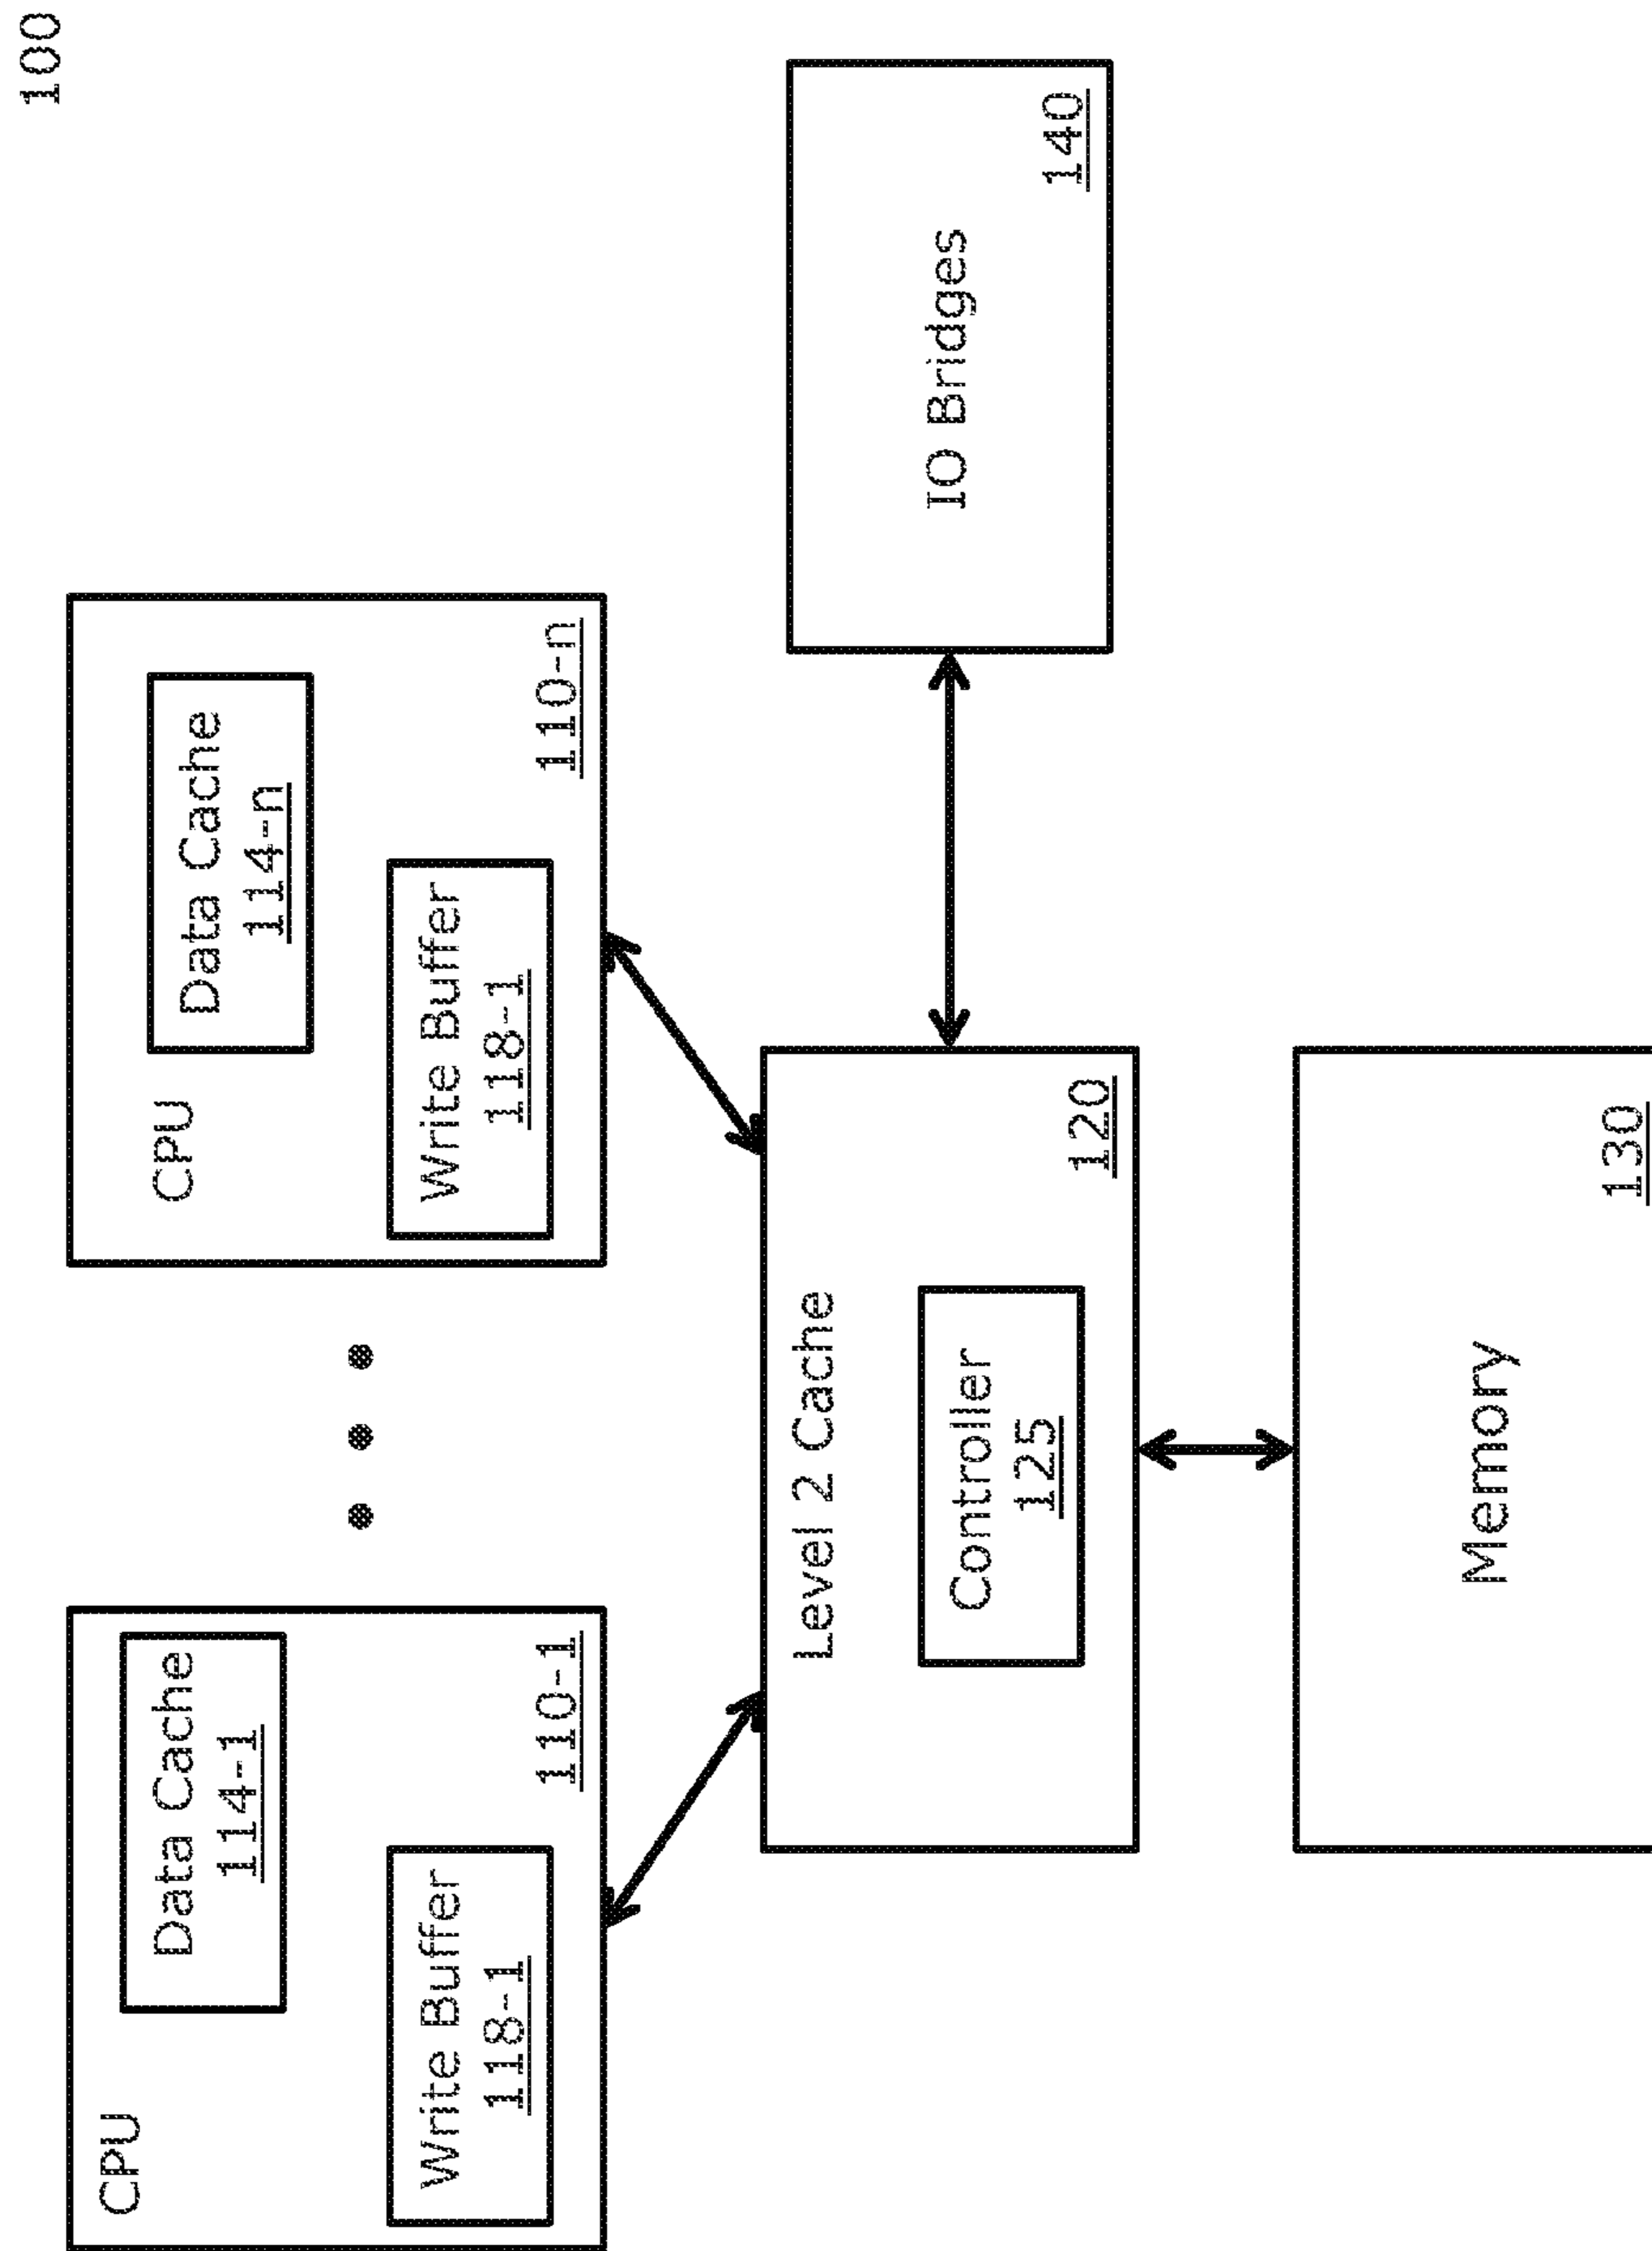 100
CPU
Data Cache
114-1
Write Buffer
118-1
110-1
CPU
Data Cache
114-n
Write Buffer
118-1
110-n
Level 2 Cache
Controller
125
120
IO Bridges
140
Memory
130